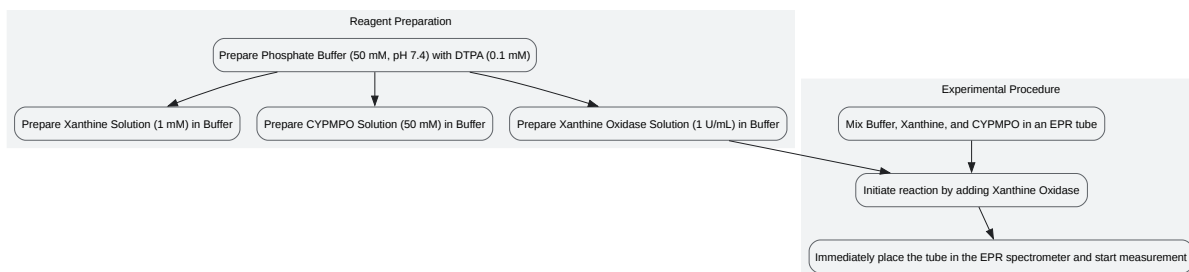 Reagent Preparation
Prepare Phosphate Buffer (50 mM, pH 7.4) with DTPA (0.1 mM)
Prepare Xanthine Solution (1 mM) in Buffer
Prepare CYPMPO Solution (50 mM) in Buffer
Prepare Xanthine Oxidase Solution (1 U/mL) in Buffer
Experimental Procedure
Mix Buffer, Xanthine, and CYPMPO in an EPR tube
Initiate reaction by adding Xanthine Oxidase
Immediately place the tube in the EPR spectrometer and start measurement